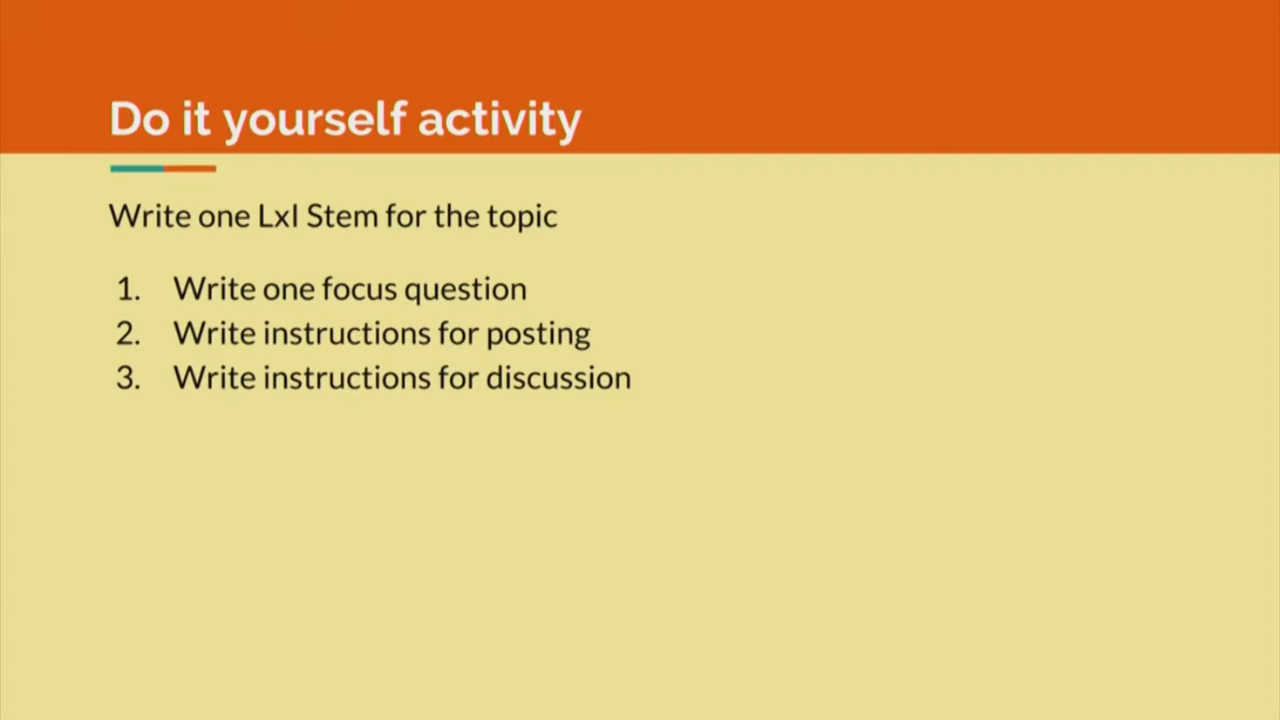 Do it yourself activity
Write one LxI Stem for the topic
1. Write one focus question
2. Write instructions for posting
3. Write instructions for discussion